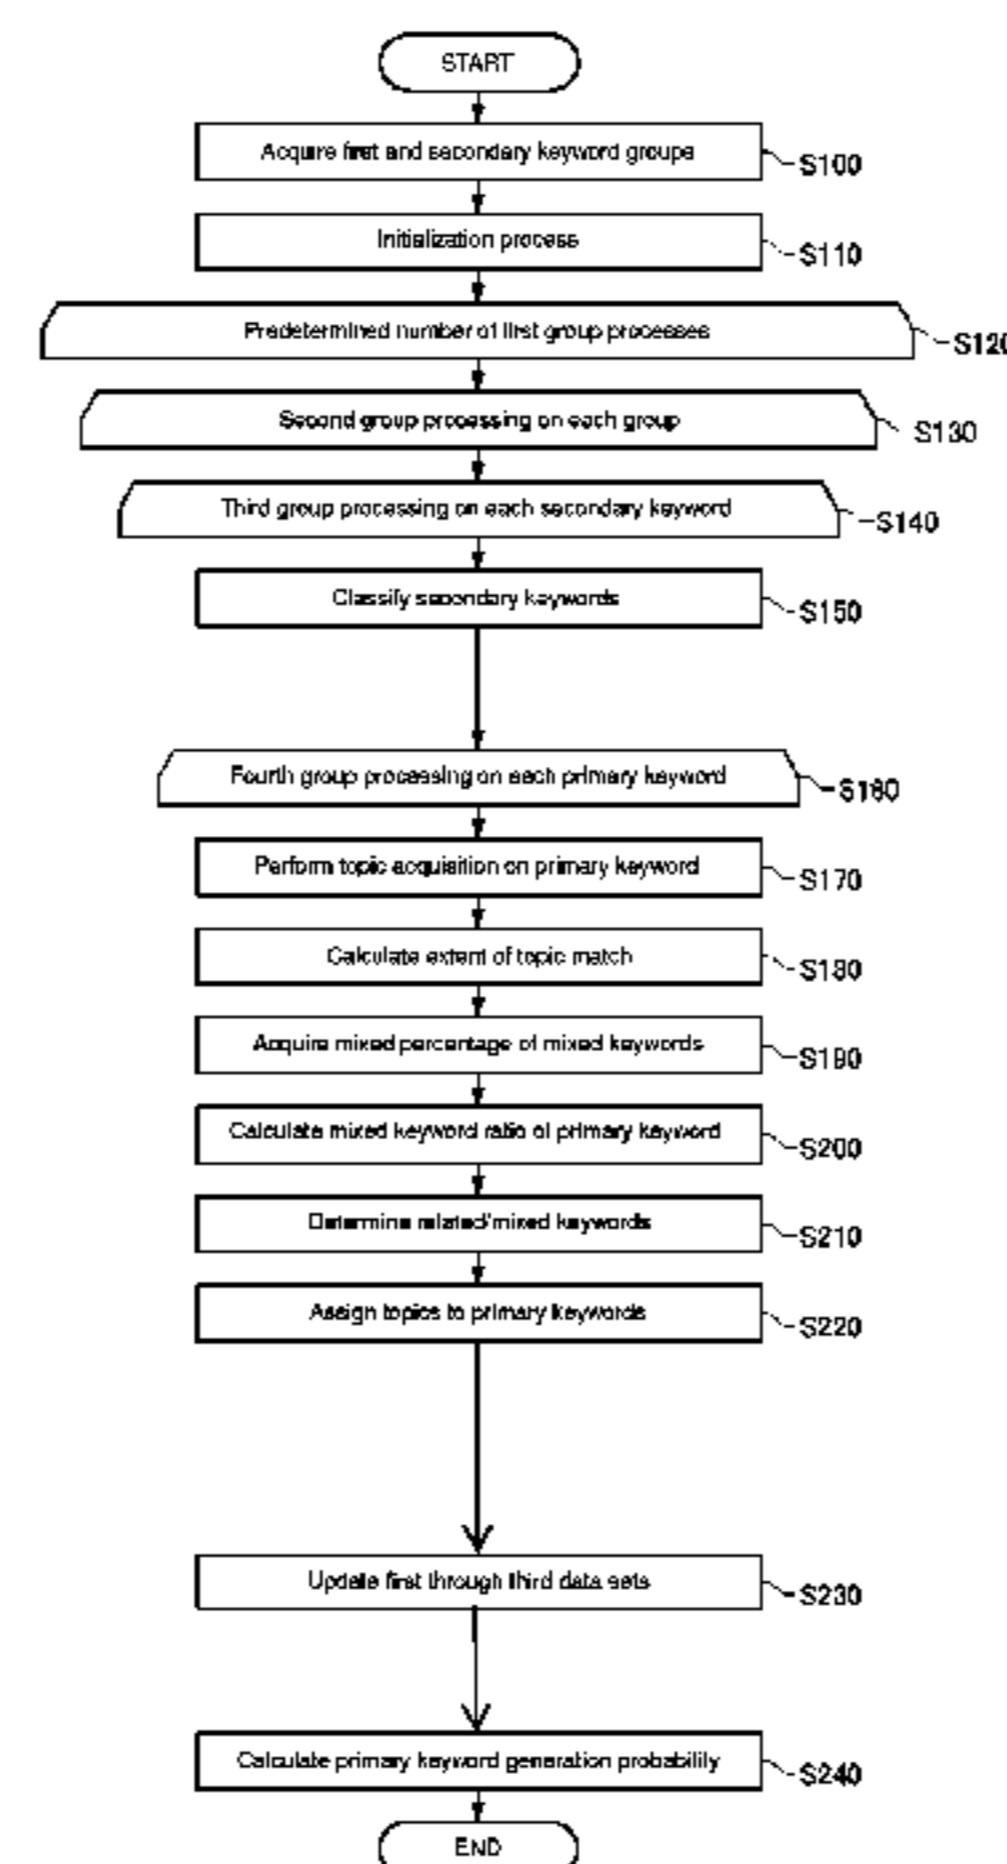 START
Acquire first and secondary keyword groups
S100
Initialization process
S110
Predetermined number of first group processes
S120
Second group processing on each group
S130
Third group processing on each secondary keyword
S140
Classify secondary keywords
S150
Fourth group processing on each primary keyword
S160
Perform topic acquisition on primary keyword
S170
Calculate extent of topic match
S180
Acquire mixed percentage of mixed keywords
S190
Calculate mixed keyword ratio of primary keyword
S200
Determine related/mixed keywords
S210
Assign topics to primary keywords
S220
Update first through third data sets
S230
Calculate primary keyword generation probability
S240
END